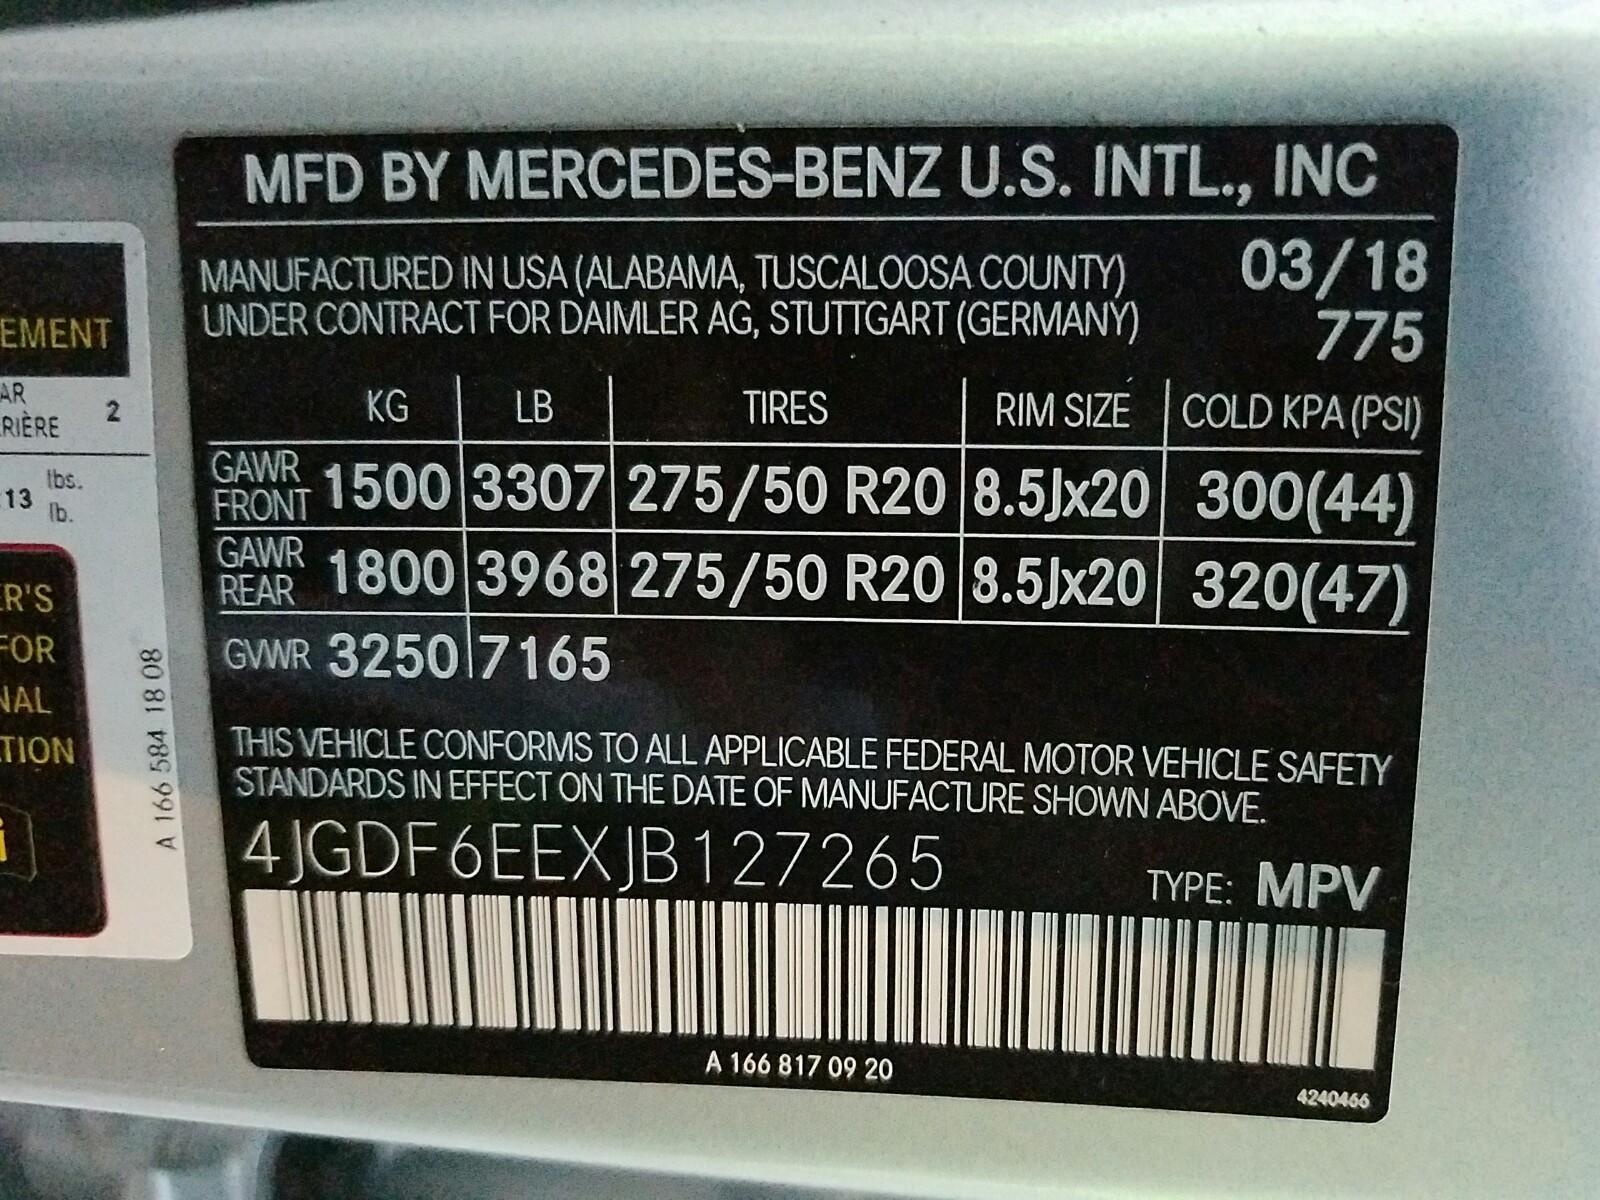 MFD BY MERCEDES-BENZ U.S. INTL., INC
MANUFACTURED IN USA (ALABAMA, TUSCALOOSA COUNTY) 03/18
UNDER CONTRACT FOR DAIMLER AG, STUTTGART (GERMANY) 775
KG LB TIRES RIM SIZE COLD KPA (PSI)
GAWR FRONT 1500 3307 275/50 R20 8.5Jx20 300(44)
GAWR REAR 1800 3968 275/50 R20 8.5Jx20 320(47)
GVWR 3250 7165
THIS VEHICLE CONFORMS TO ALL APPLICABLE FEDERAL MOTOR VEHICLE SAFETY
STANDARDS IN EFFECT ON THE DATE OF MANUFACTURE SHOWN ABOVE.
4JGDF6EEXJB127265
TYPE: MPV
A 166 817 09 20
4240466
EMENT
AR
RIÈRE 2
13 lbs.
lb.
ER'S
FOR
NAL
TION
i
A 166 584 18 08